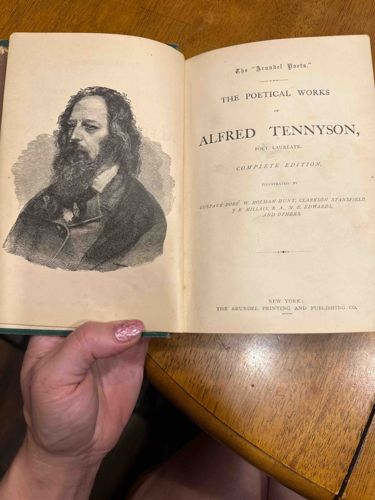 The "Arundel Poets."
THE POETICAL WORKS
OF
ALFRED TENNYSON,
POET LAUREATE.
COMPLETE EDITION.
ILLUSTRATED BY
GUSTAVE DORE' W. HOLMAN HUNT, CLARKSON STANSFIELD,
J. E. MILLAIS, R. A., M. E. EDWARDS,
AND OTHERS.
NEW YORK:
THE ARUNDEL PRINTING AND PUBLISHING CO,